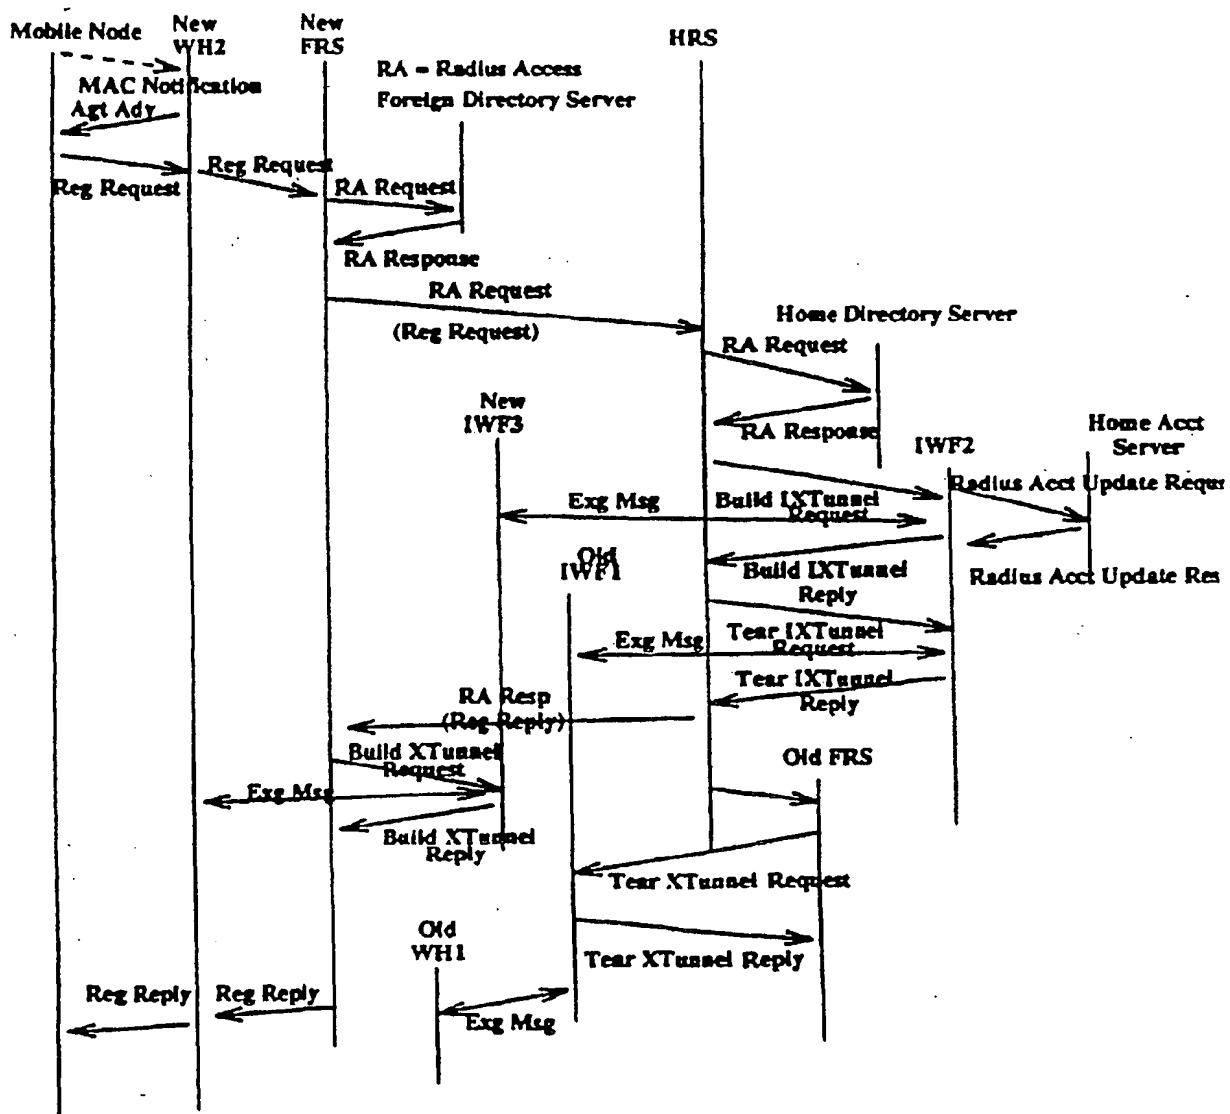 Mobile Node
New
WH2
New
FRS
HRS
RA = Radius Access
Foreign Directory Server
MAC Notification
Agt Adv
Reg Request
Reg Request
RA Request
RA Response
RA Request
(Reg Request)
Home Directory Server
RA Request
RA Response
New
IWF3
IWF2
Home Acct
Server
Radius Acct Update Requ
Exg Msg
Build IXTunnel
Request
Old
IWF1
Build IXTunnel
Reply
Radius Acct Update Res
Exg Msg
Tear IXTunnel
Request
Tear IXTunnel
Reply
RA Resp
(Reg Reply)
Build XTunnel
Request
Old FRS
Exg Msg
Build XTunnel
Reply
Tear XTunnel Request
Old
WH1
Tear XTunnel Reply
Reg Reply
Reg Reply
Exg Msg